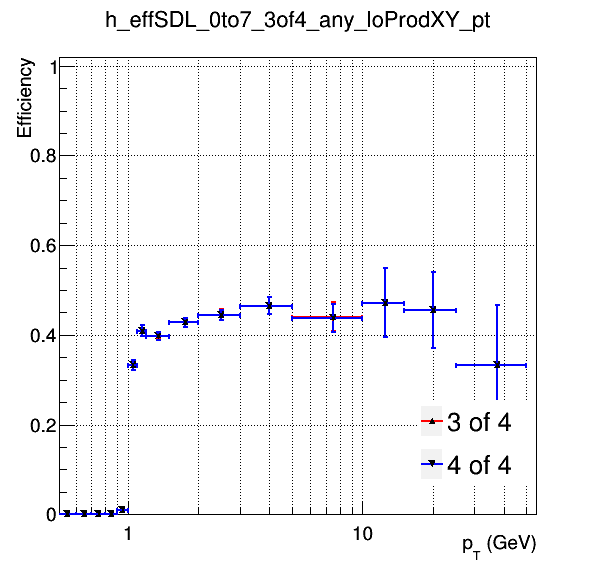 h_effSDL_0to7_3of4_any_loProdXY_pt
Efficiency
1
0.8
0.6
0.4
0.2
0
3 of 4
4 of 4
1
10
p_T (GeV)